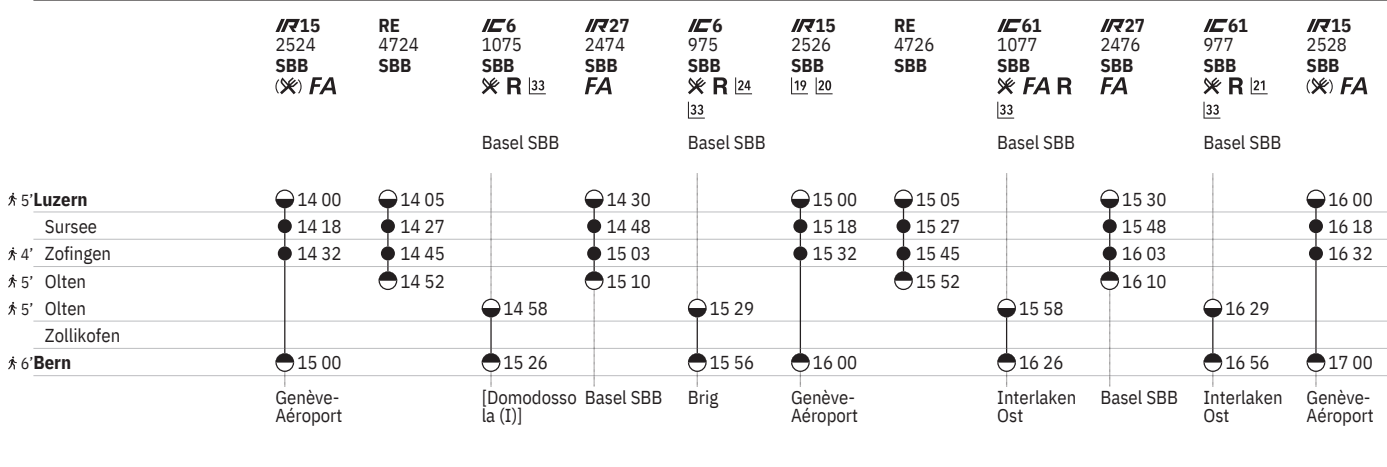 IR15 RE IC6 IR27 IC6 IR15 RE IC61 IR27 IC61 IR15
2524 4724 1075 2474 975 2526 4726 1077 2476 977 2528
SBB SBB SBB SBB SBB SBB SBB SBB SBB SBB SBB
FA R 33 FA R 24 19 20 FA R FA R 21 FA
33 33 33
Basel SBB Basel SBB Basel SBB Basel SBB
5' Luzern 14 00 14 05 14 30 15 00 15 05 15 30 16 00
Sursee 14 18 14 27 14 48 15 18 15 27 15 48 16 18
4' Zofingen 14 32 14 45 15 03 15 32 15 45 16 03 16 32
5' Olten 14 52 15 10 15 52 16 10
5' Olten 14 58 15 29 15 58 16 29
Zollikofen
6' Bern 15 00 15 26 15 56 16 00 16 26 16 56 17 00
Genève- [Domodosso Basel SBB Brig Genève- Interlaken Basel SBB Interlaken Genève-
Aéroport la (I)] Aéroport Ost Ost Aéroport